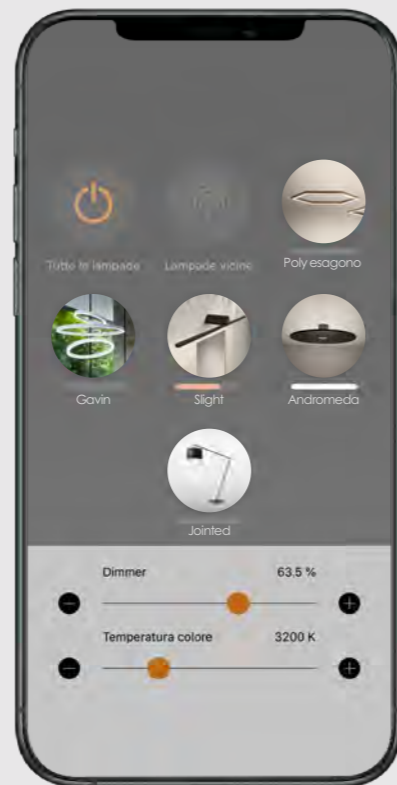 Tutte le lampade
Lampade vicine
Poly esagono
Gavin
Slight
Andromeda
Jointed
Dimmer 63.5 %
Temperatura colore 3200 K